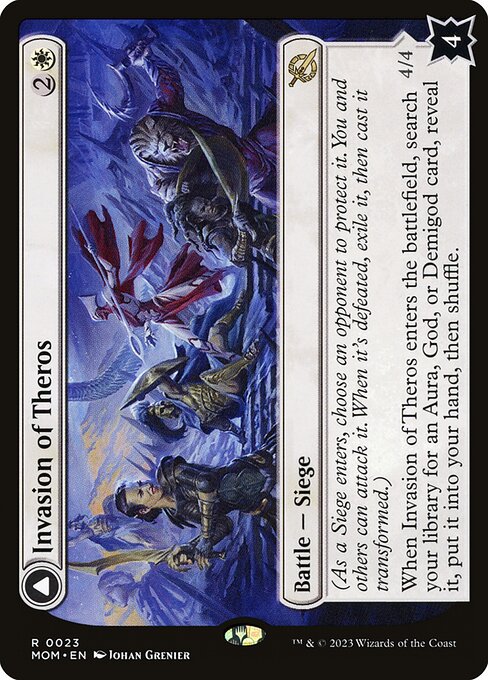 Invasion of Theros
2
Battle — Siege
(As a Siege enters, choose an opponent to protect it. You and
others can attack it. When it's defeated, exile it, then cast it
transformed.)
When Invasion of Theros enters the battlefield, search
your library for an Aura, God, or Demigod card, reveal
it, put it into your hand, then shuffle.
4/4
4
R 0023
MOM • EN Johan Grenier
™ & © 2023 Wizards of the Coast